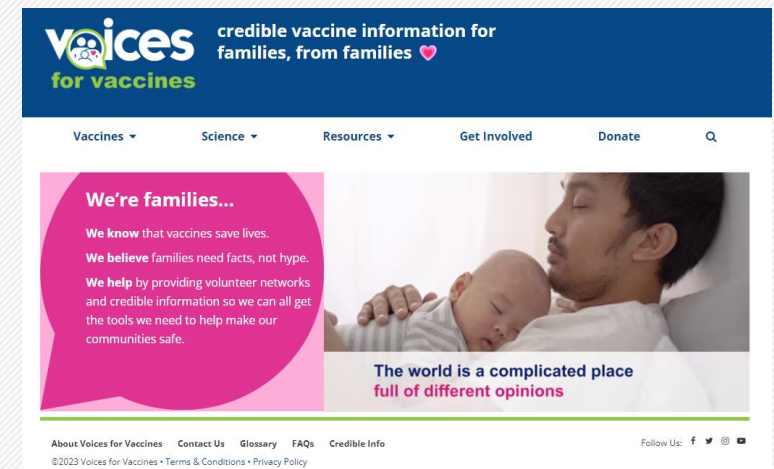 voices
for vaccines
credible vaccine information for
families, from families
Vaccines
Science
Resources
Get Involved
Donate
We're families...
We know that vaccines save lives.
We believe families need facts, not hype.
We help by providing volunteer networks
and credible information so we can all get
the tools we need to help make our
communities safe.
The world is a complicated place
full of different opinions
About Voices for Vaccines Contact Us Glossary FAQs Credible Info
Follow Us:
©2023 Voices for Vaccines • Terms & Conditions • Privacy Policy